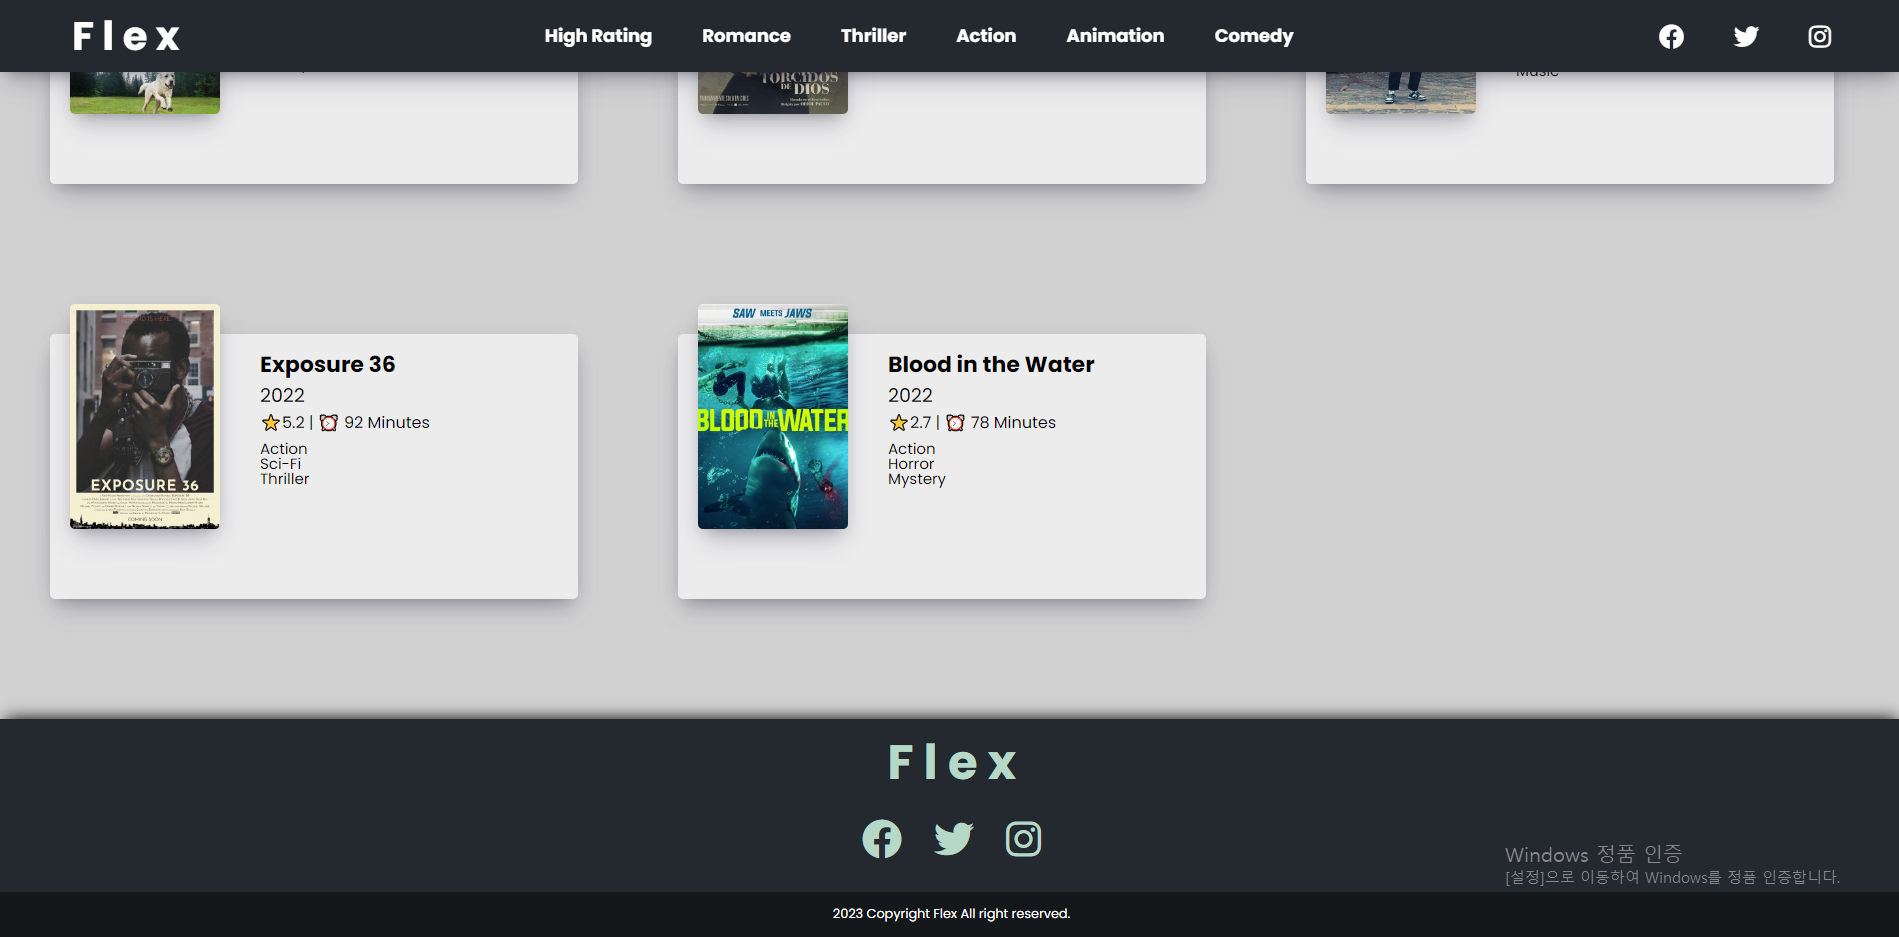 Flex
High Rating
Romance
Thriller
Action
Animation
Comedy
TORCIDOS
DE
DIOS
Music
EXPOSURE 36
COMING SOON
Exposure 36
2022
⭐5.2 | ⏰ 92 Minutes
Action
Sci-Fi
Thriller
SAW MEETS JAWS
BLOOD IN THE WATER
Blood in the Water
2022
⭐2.7 | ⏰ 78 Minutes
Action
Horror
Mystery
Flex
Windows 정품 인증
[설정]으로 이동하여 Windows를 정품 인증합니다.
2023 Copyright Flex All right reserved.